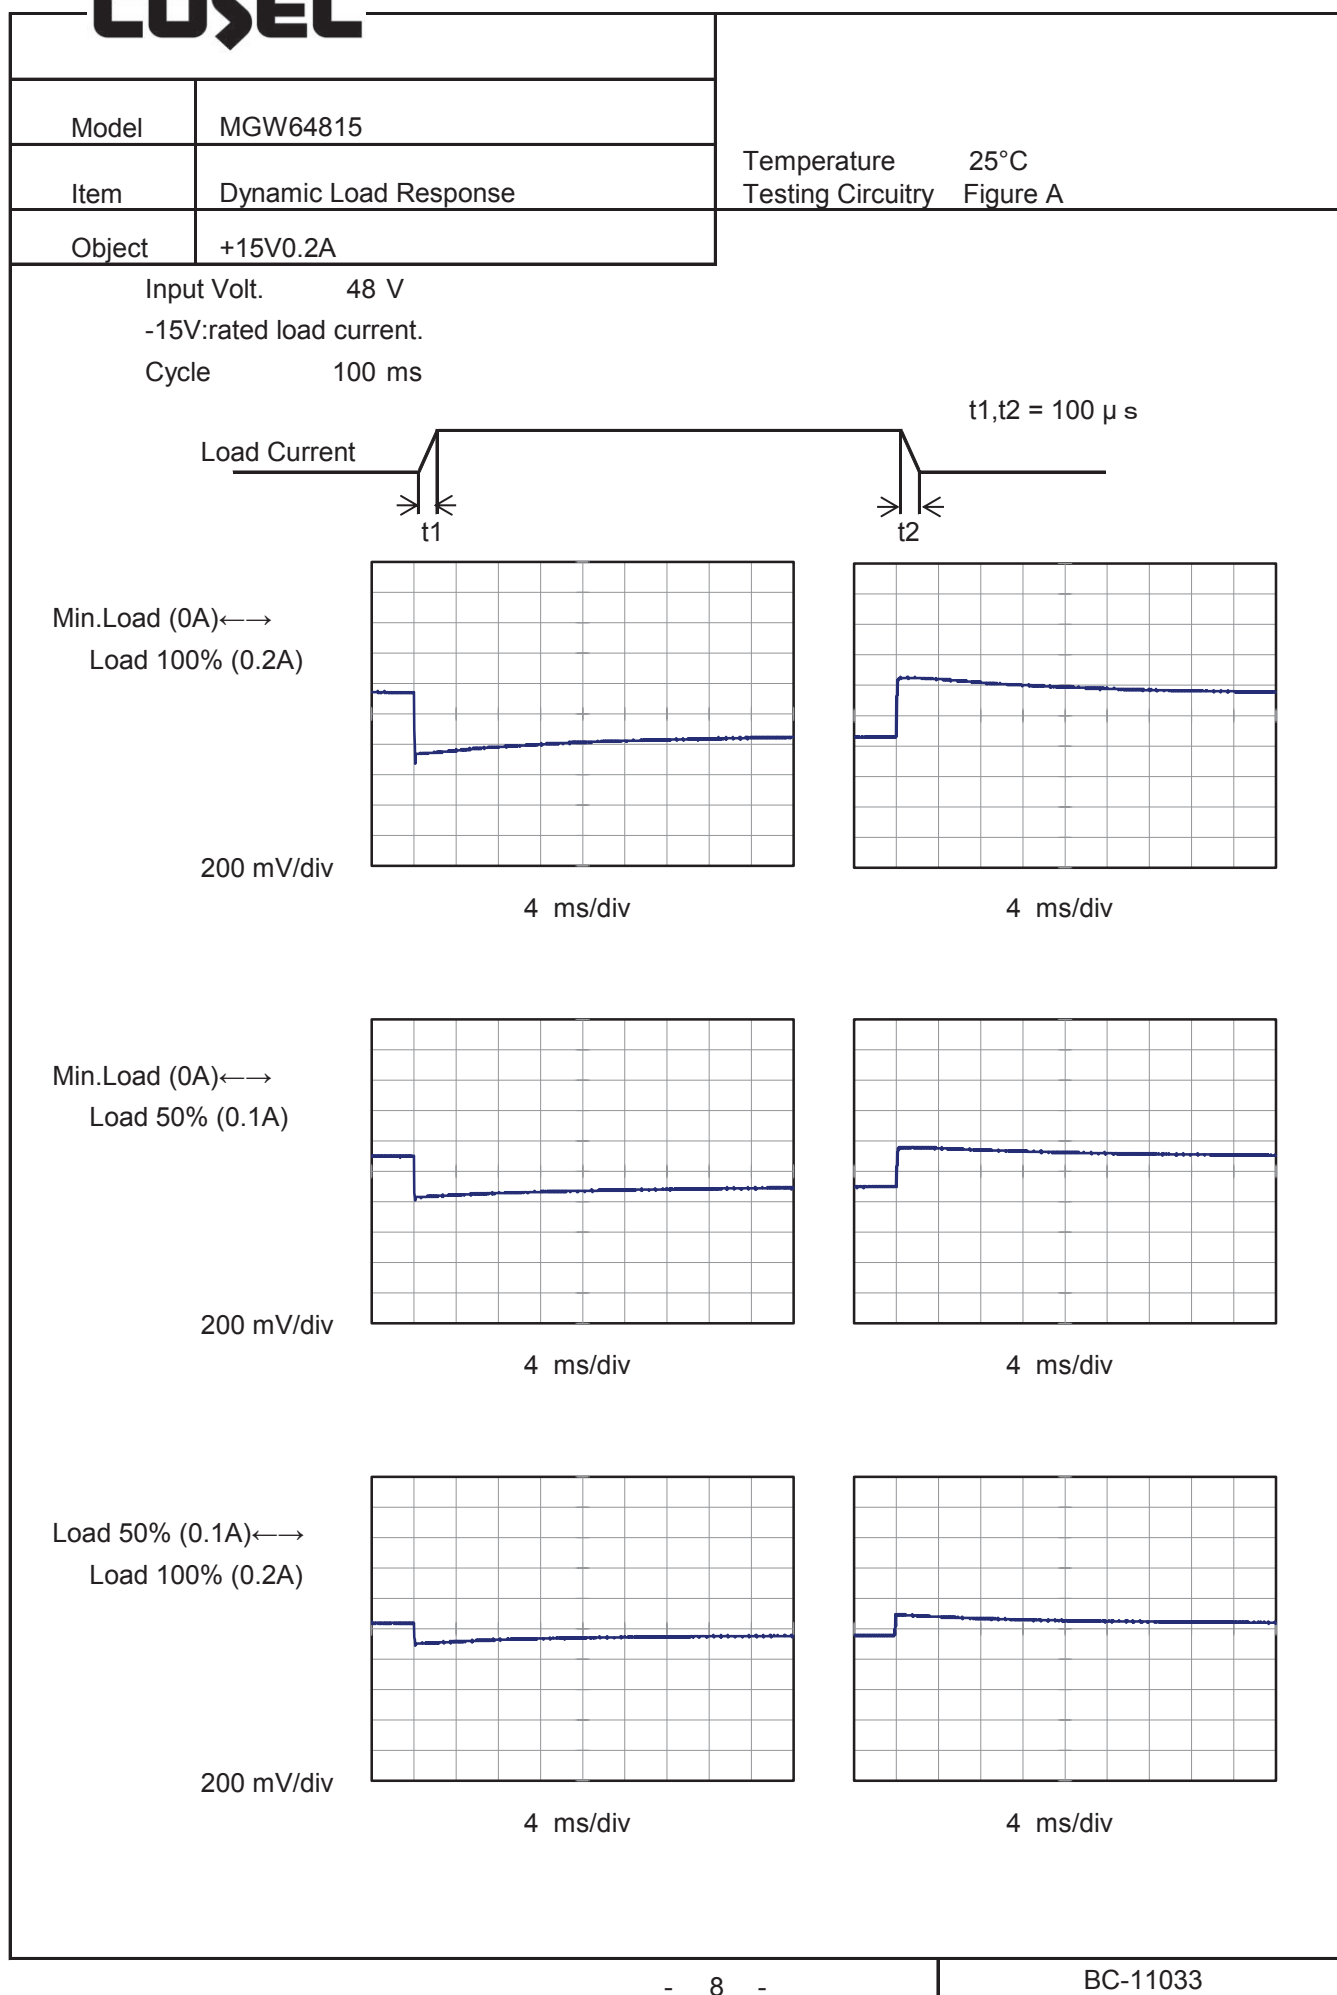 COSEL
Model MGW64815
Item Dynamic Load Response
Temperature 25°C
Testing Circuitry Figure A
Object +15V0.2A
Input Volt. 48 V
-15V:rated load current.
Cycle 100 ms
t1,t2 = 100 μ s
Load Current
t1 t2
Min.Load (0A)←→
Load 100% (0.2A)
200 mV/div
4 ms/div 4 ms/div
Min.Load (0A)←→
Load 50% (0.1A)
200 mV/div
4 ms/div 4 ms/div
Load 50% (0.1A)←→
Load 100% (0.2A)
200 mV/div
4 ms/div 4 ms/div
- 8 - BC-11033